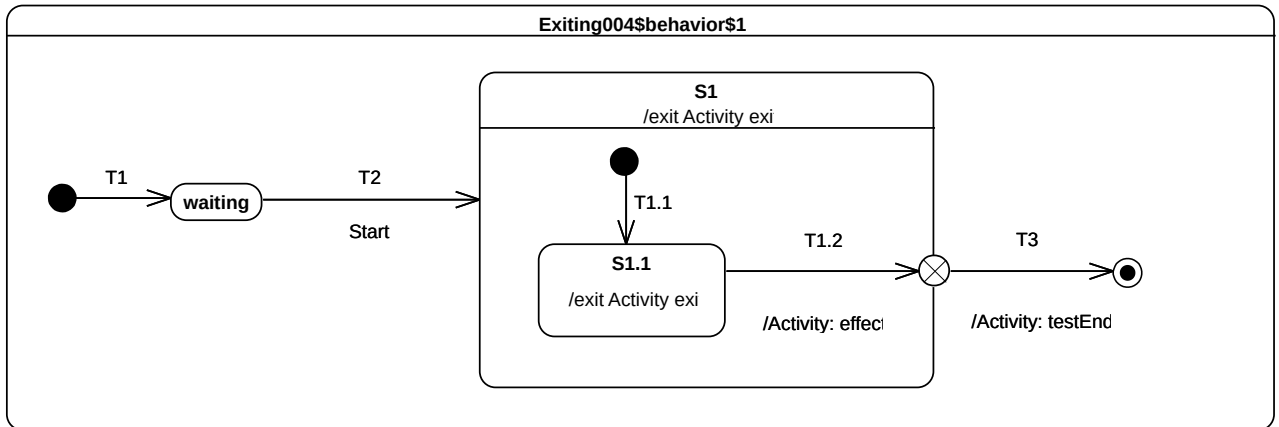 Exiting004$behavior$1
S1
/exit Activity exi
T1
T2
waiting
Start
T1.1
S1.1
/exit Activity exi
T1.2
/Activity: effect
T3
/Activity: testEnd